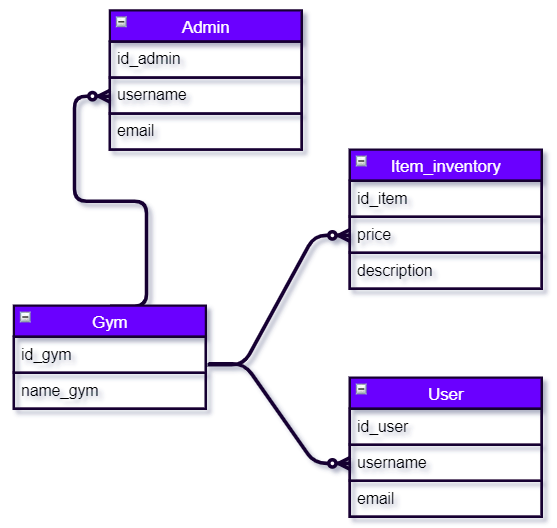 Admin
id_admin
username
email
Item_inventory
id_item
price
description
Gym
id_gym
name_gym
User
id_user
username
email